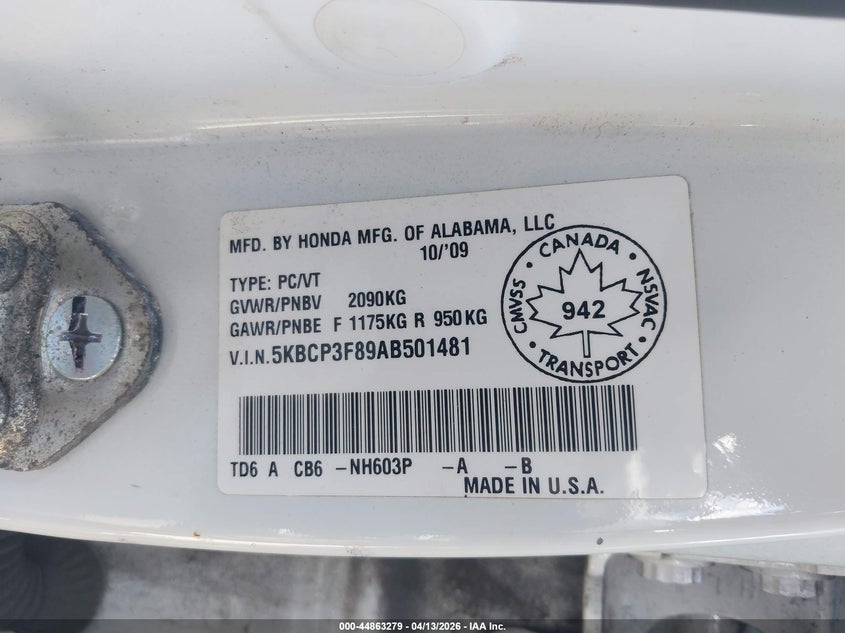 MFD. BY HONDA MFG. OF ALABAMA, LLC
10/'09
TYPE: PC/VT
GVWR/PNBV 2090KG
GAWR/PNBE F 1175KG R 950KG
V.I.N. 5KBCP3F89AB501481
CANADA • NSVAC • TRANSPORT • CMVSS •
942
TD6 A CB6 -NH603P -A -B
MADE IN U.S.A.
000-44863279 - 04/13/2026 - IAA Inc.